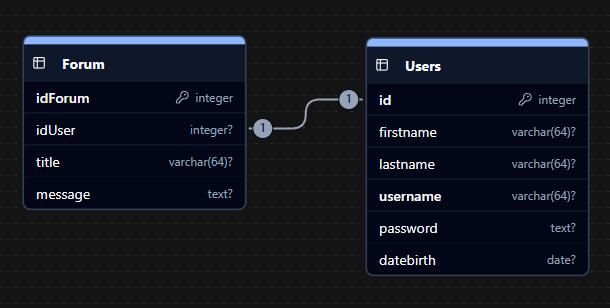 Forum
idForum integer
idUser integer?
title varchar(64)?
message text?
1
1
Users
id integer
firstname varchar(64)?
lastname varchar(64)?
username varchar(64)?
password text?
datebirth date?